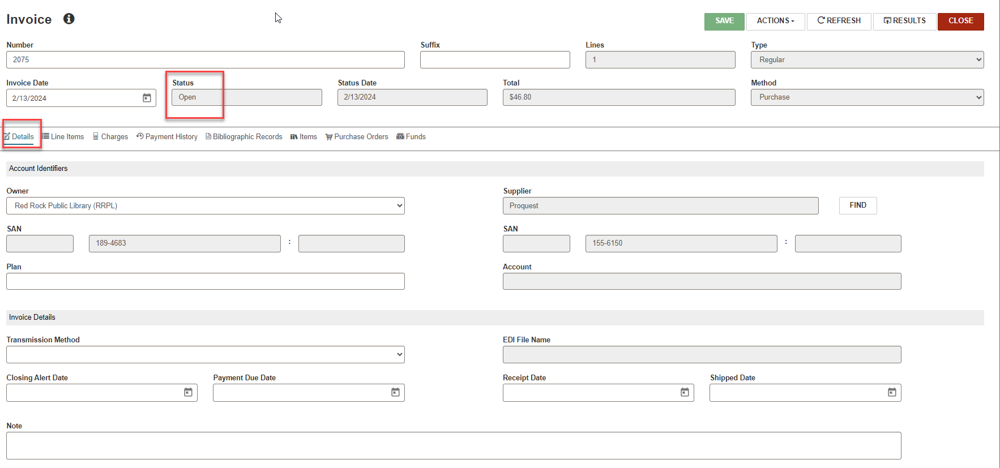 Invoice
SAVE ACTIONS REFRESH RESULTS CLOSE
Number Suffix Lines Type
2075 1 Regular
Invoice Date Status Status Date Total Method
2/13/2024 Open 2/13/2024 $46.80 Purchase
Details Line Items Charges Payment History Bibliographic Records Items Purchase Orders Funds
Account Identifiers
Owner Supplier
Red Rock Public Library (RRPL) Proquest FIND
SAN SAN
189-4683 : 155-6150 :
Plan Account
Invoice Details
Transmission Method EDI File Name
Closing Alert Date Payment Due Date Receipt Date Shipped Date
Note